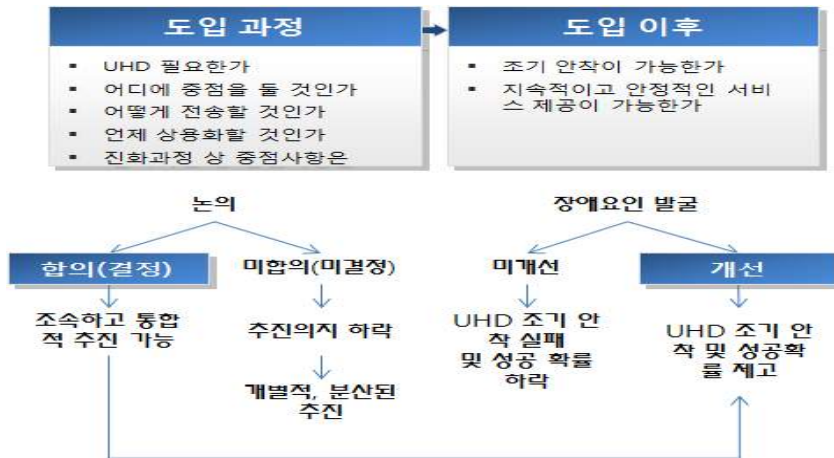 도입 과정
▪ UHD 필요한가
▪ 어디에 중점을 둘 것인가
▪ 어떻게 전송할 것인가
▪ 언제 상용화할 것인가
▪ 진화과정 상 중점사항은
도입 이후
▪ 조기 안착이 가능한가
▪ 지속적이고 안정적인 서비
스 제공이 가능한가
논의
합의(결정)
조속하고 통합
적 추진 가능
미합의(미결정)
추진의지 하락
개별적, 분산된
추진
장애요인 발굴
미개선
UHD 조기 안
착 실패
및 성공 확률
하락
개선
UHD 조기 안
착 및 성공확
률 제고